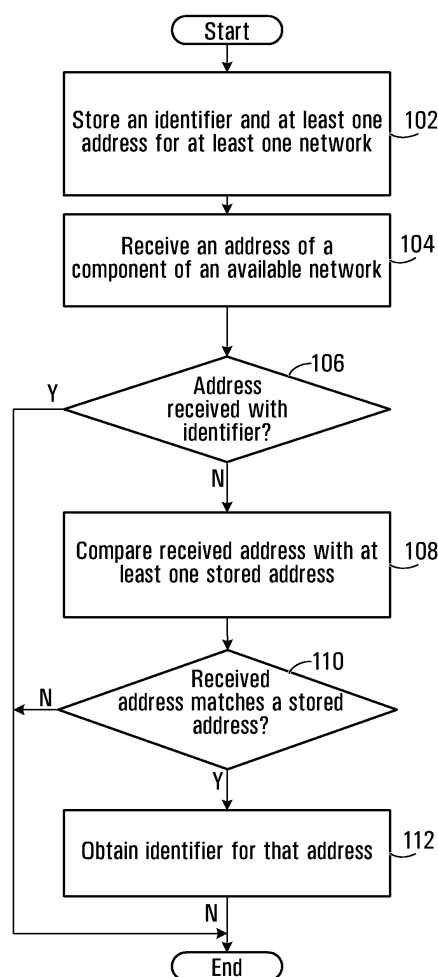 Start
Store an identifier and at least one
address for at least one network
102
Receive an address of a
component of an available network
104
106
Address
received with
identifier?
Y
N
Compare received address with at
least one stored address
108
110
Received
address matches a stored
address?
N
Y
Obtain identifier for that address
112
N
End